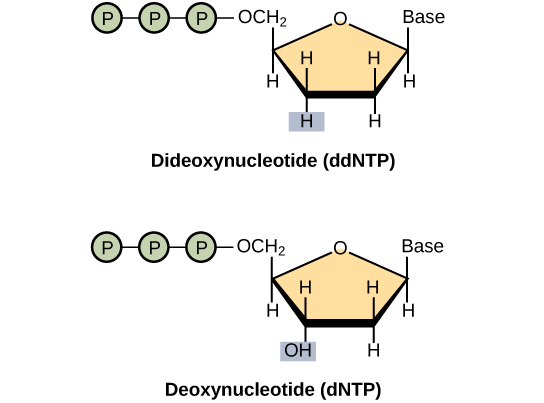 P P P OCH2 O Base
H H H H
H H
Dideoxynucleotide (ddNTP)
P P P OCH2 O Base
H H H H
OH H
Deoxynucleotide (dNTP)